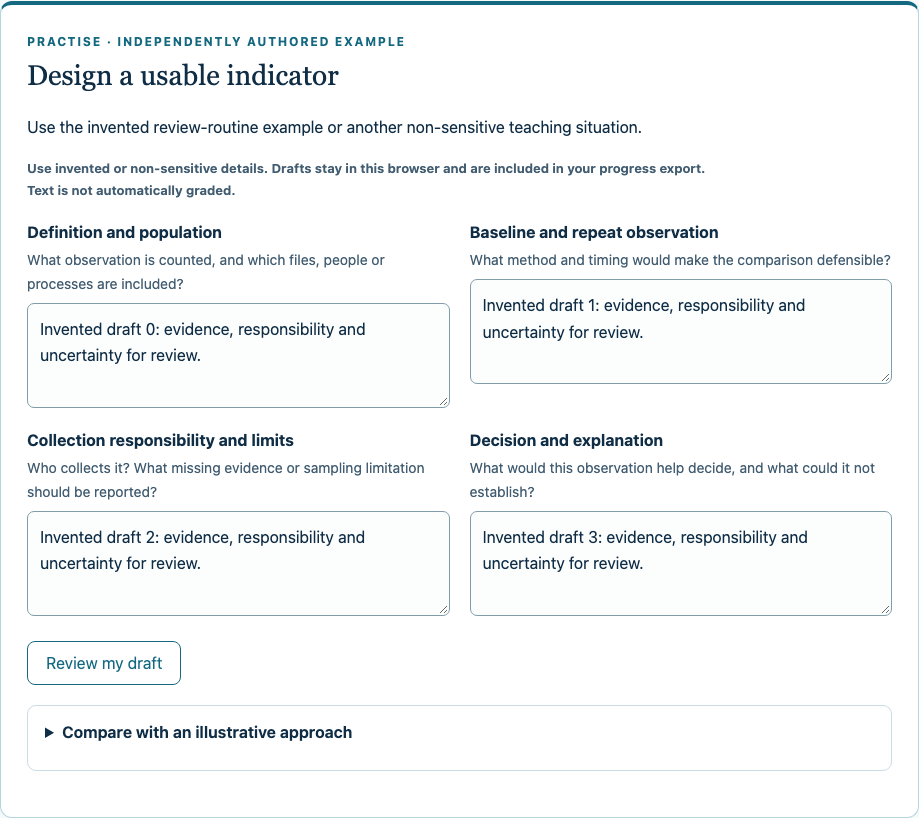 PRACTISE · INDEPENDENTLY AUTHORED EXAMPLE
Design a usable indicator
Use the invented review-routine example or another non-sensitive teaching situation.
Use invented or non-sensitive details. Drafts stay in this browser and are included in your progress export.
Text is not automatically graded.
Definition and population
What observation is counted, and which files, people or
processes are included?
Invented draft 0: evidence, responsibility and
uncertainty for review.
Baseline and repeat observation
What method and timing would make the comparison defensible?
Invented draft 1: evidence, responsibility and
uncertainty for review.
Collection responsibility and limits
Who collects it? What missing evidence or sampling limitation
should be reported?
Invented draft 2: evidence, responsibility and
uncertainty for review.
Decision and explanation
What would this observation help decide, and what could it not
establish?
Invented draft 3: evidence, responsibility and
uncertainty for review.
Review my draft
Compare with an illustrative approach